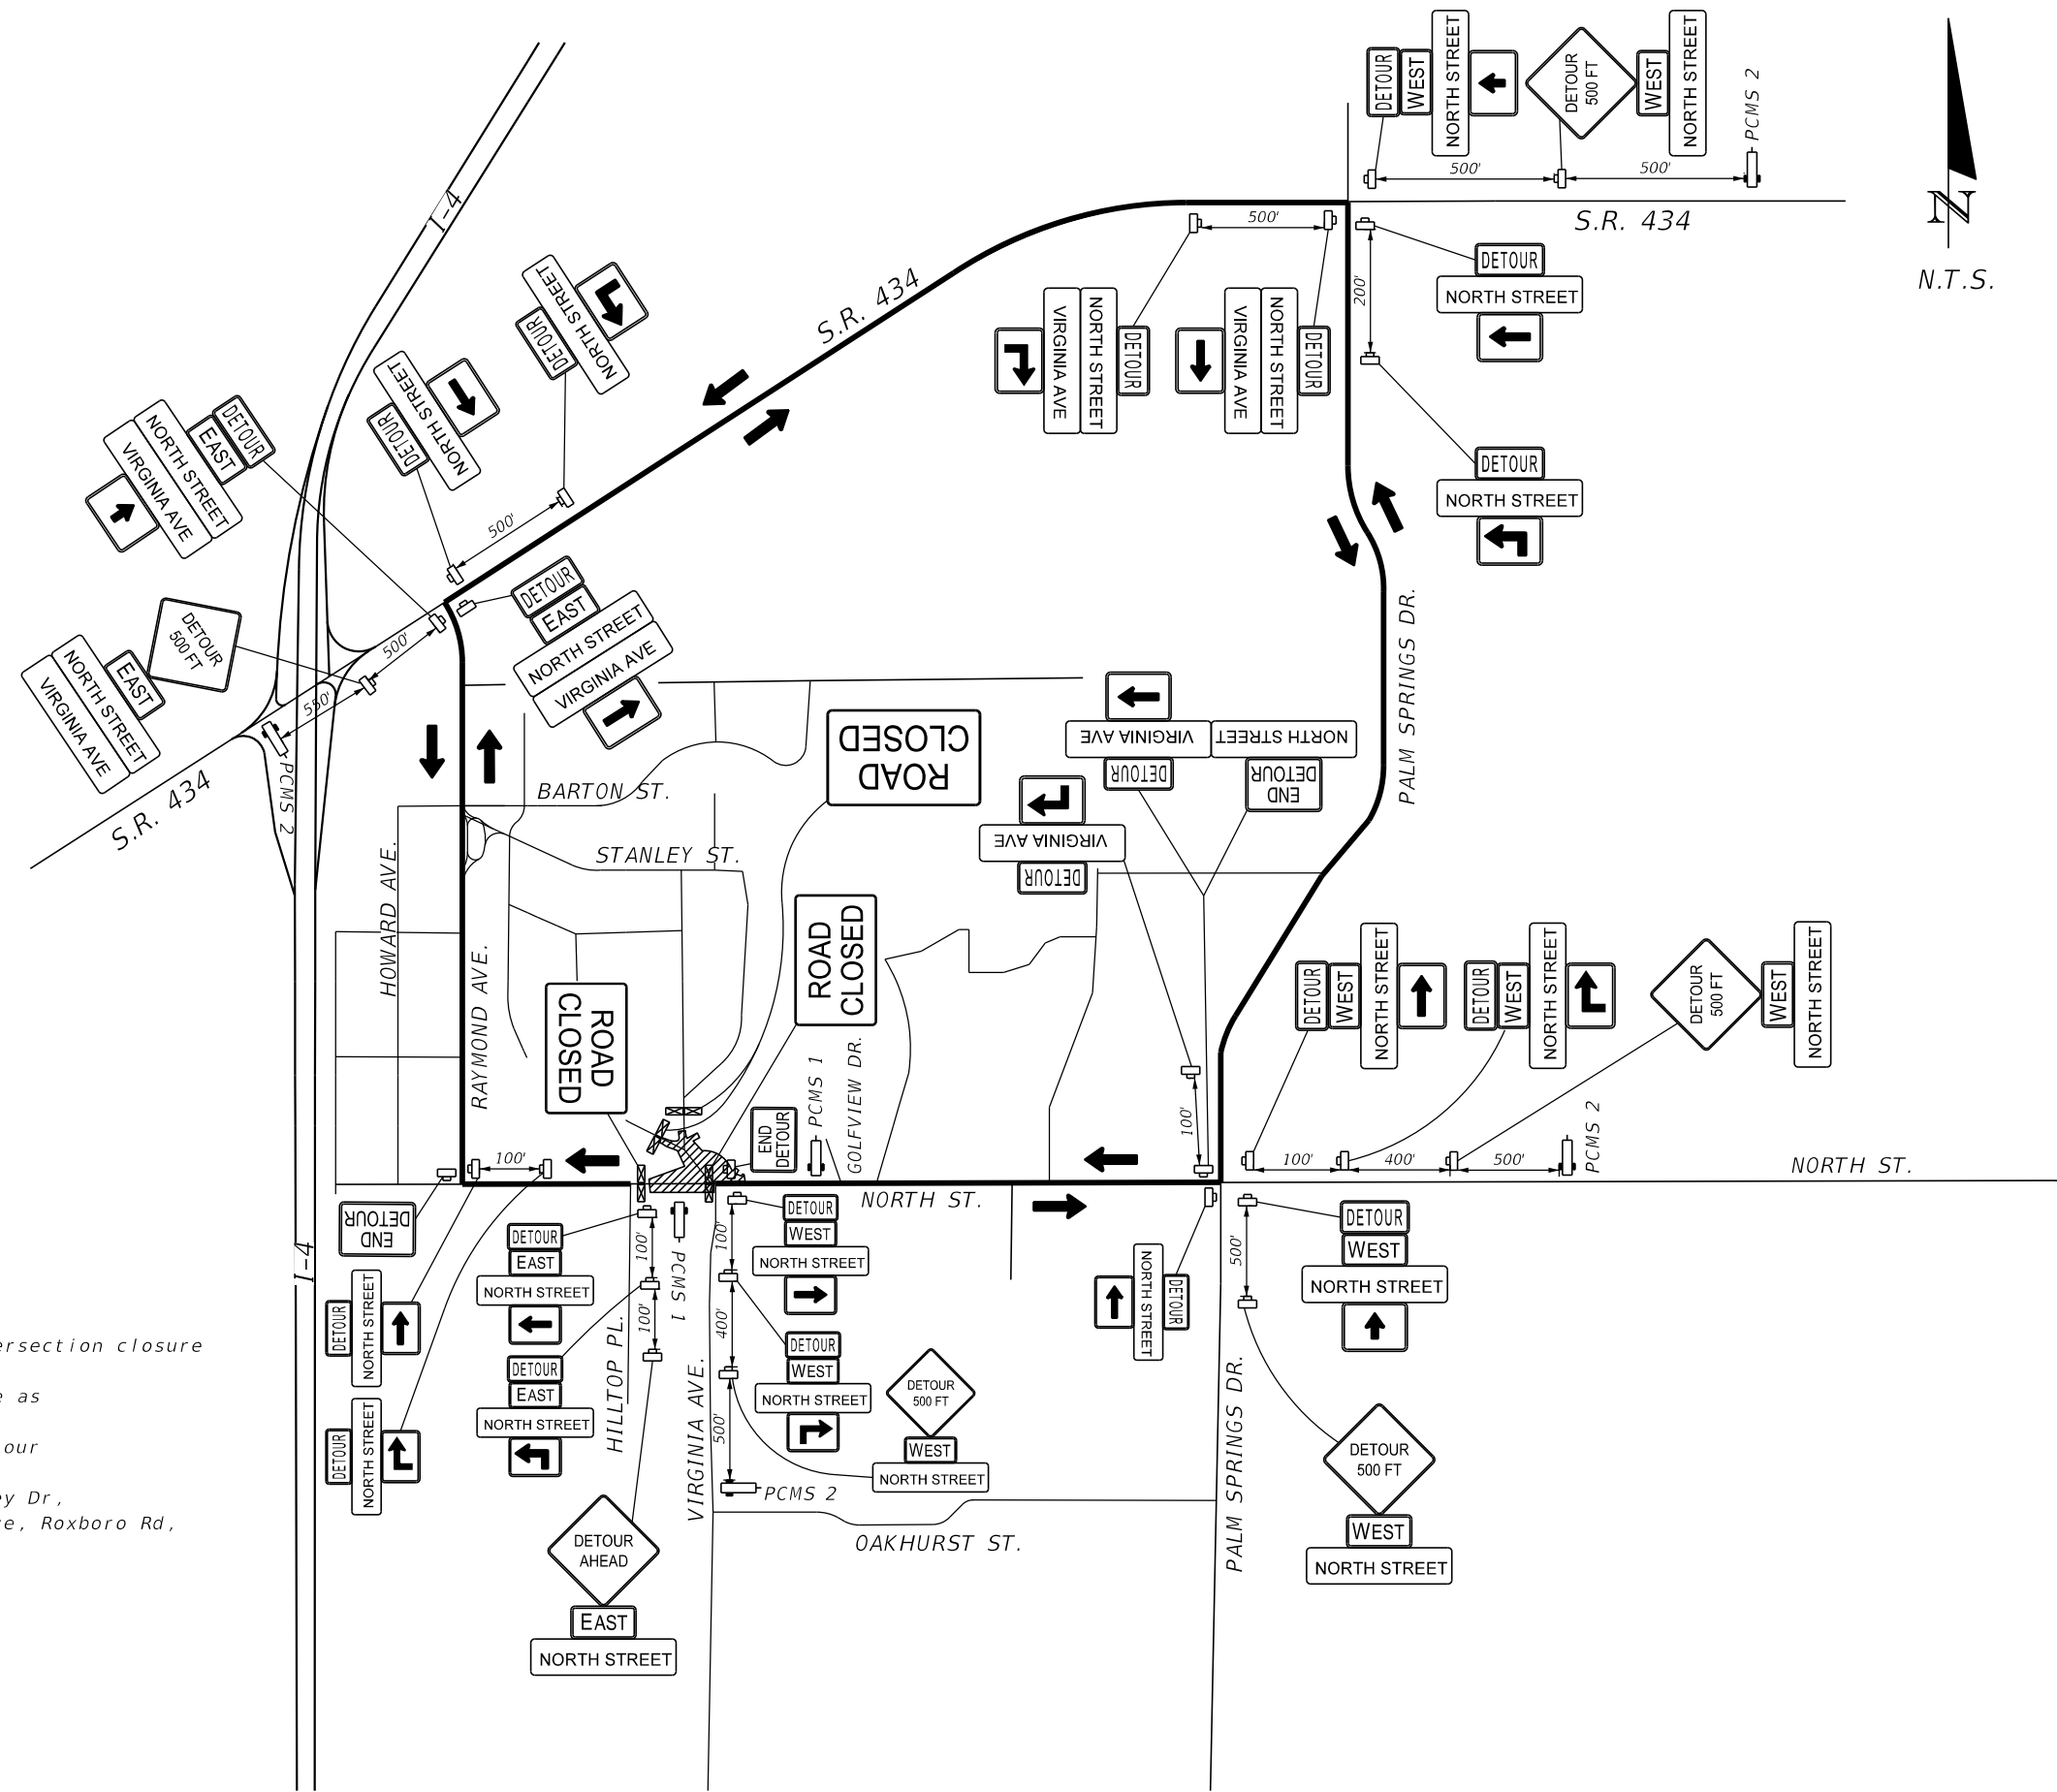 DETOUR
WEST
NORTH STREET
DETOUR
500 FT
WEST
NORTH STREET
PCMS 2
500'
500'
N
N.T.S.
S.R. 434
I-4
500'
DETOUR
NORTH STREET
VIRGINIA AVE
DETOUR
NORTH STREET
VIRGINIA AVE
200'
DETOUR
NORTH STREET
DETOUR
NORTH STREET
S.R. 434
DETOUR
NORTH STREET
DETOUR
NORTH STREET
500'
DETOUR
EAST
NORTH STREET
VIRGINIA AVE
DETOUR
500 FT
EAST
NORTH STREET
VIRGINIA AVE
500'
550'
PCMS 2
S.R. 434
DETOUR
EAST
NORTH STREET
VIRGINIA AVE
PALM SPRINGS DR.
ROAD
CLOSED
DETOUR
VIRGINIA AVE
END
DETOUR
NORTH STREET
DETOUR
VIRGINIA AVE
BARTON ST.
STANLEY ST.
HOWARD AVE.
RAYMOND AVE.
ROAD
CLOSED
ROAD
CLOSED
DETOUR
WEST
NORTH STREET
DETOUR
WEST
NORTH STREET
DETOUR
500 FT
WEST
NORTH STREET
END
DETOUR
PCMS 1
GOLFVIEW DR.
100'
100'
100'
400'
500'
PCMS 2
NORTH ST.
NORTH ST.
END
DETOUR
I-4
DETOUR
NORTH STREET
DETOUR
NORTH STREET
DETOUR
EAST
NORTH STREET
DETOUR
EAST
NORTH STREET
100'
100'
PCMS 1
HILLTOP PL.
DETOUR
AHEAD
EAST
NORTH STREET
VIRGINIA AVE.
100'
400'
500'
PCMS 2
DETOUR
WEST
NORTH STREET
DETOUR
WEST
NORTH STREET
DETOUR
500 FT
WEST
NORTH STREET
OAKHURST ST.
DETOUR
NORTH STREET
PALM SPRINGS DR.
500'
DETOUR
WEST
NORTH STREET
DETOUR
500 FT
WEST
NORTH STREET
ersection closure
e as
our
ey Dr,
e, Roxboro Rd,